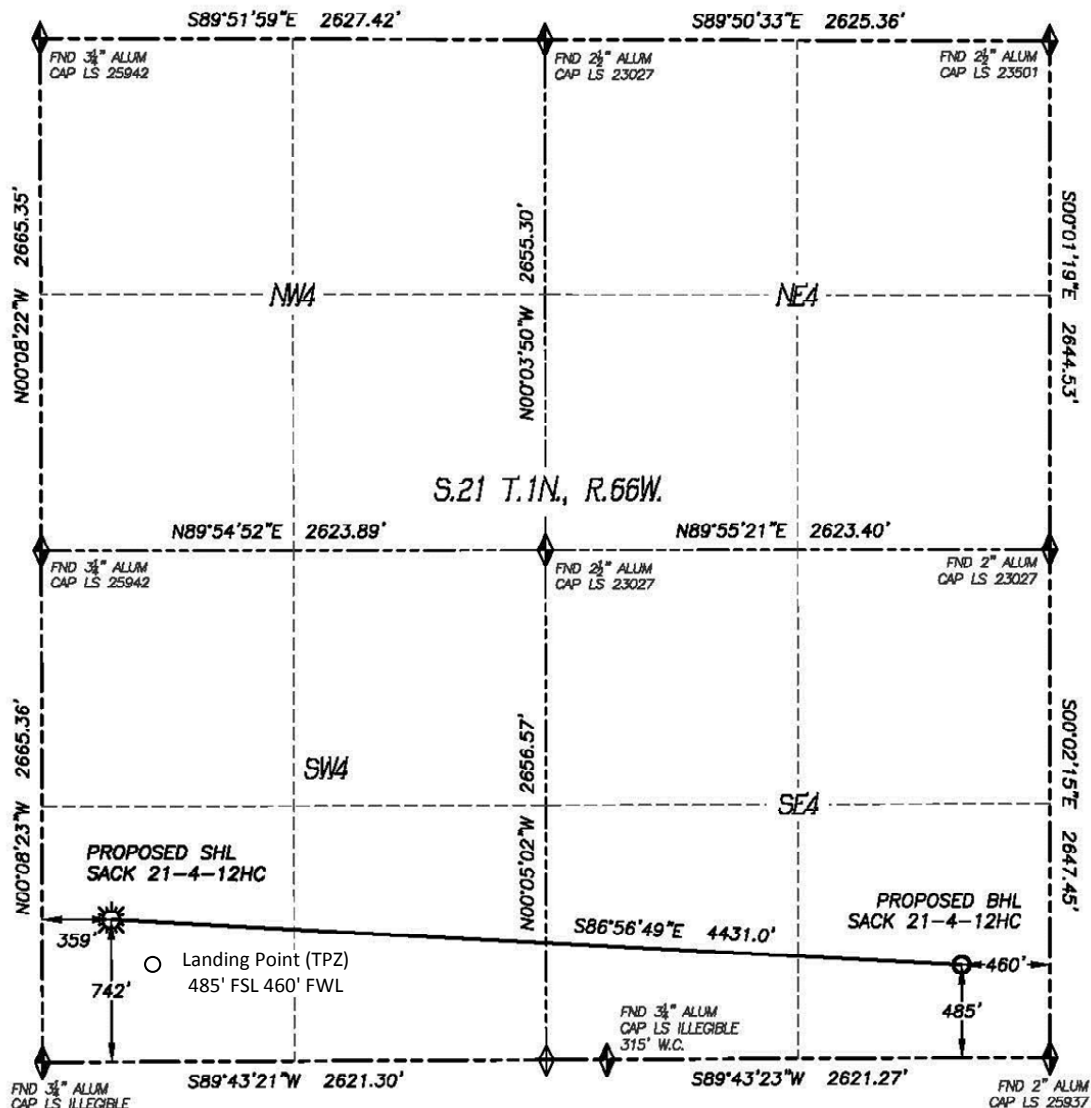 S89°51'59"E 2627.42'
S89°50'33"E 2625.36'
FND 3¼" ALUM
CAP LS 25942
FND 2½" ALUM
CAP LS 23027
FND 2½" ALUM
CAP LS 23501
N00°08'22"W 2665.35'
N00°03'50"W 2655.30'
S00°01'19"E 2644.53'
NW4
NE4
S.21 T.1N., R.66W.
N89°54'52"E 2623.89'
N89°55'21"E 2623.40'
FND 3¼" ALUM
CAP LS 25942
FND 2½" ALUM
CAP LS 23027
FND 2" ALUM
CAP LS 23027
N00°08'23"W 2665.36'
N00°05'02"W 2656.57'
S00°02'15"E 2647.45'
SW4
SE4
PROPOSED SHL
SACK 21-4-12HC
PROPOSED BHL
SACK 21-4-12HC
S86°56'49"E 4431.0'
359'
460'
742'
Landing Point (TPZ)
485' FSL 460' FWL
485'
FND 3¼" ALUM
CAP LS ILLEGIBLE
315' W.C.
S89°43'21"W 2621.30'
S89°43'23"W 2621.27'
FND 3¼" ALUM
CAP LS ILLEGIBLE
FND 2" ALUM
CAP LS 25937